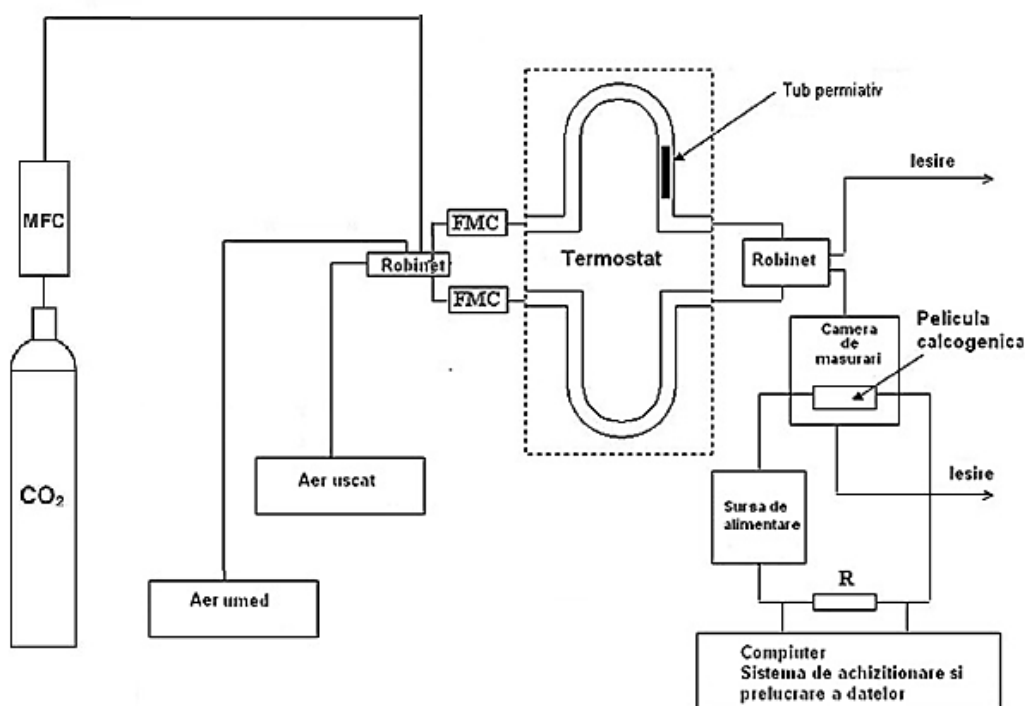 Tub permiativ
Iesire
MFC
FMC
Robinet
Termostat
Robinet
FMC
Camera
de
masurari
Pelicula
calcogenica
Aer uscat
CO₂
Iesire
Sursa de
alimentare
Aer umed
R
Compiuter
Sistema de achizitionare si
prelucrare a datelor